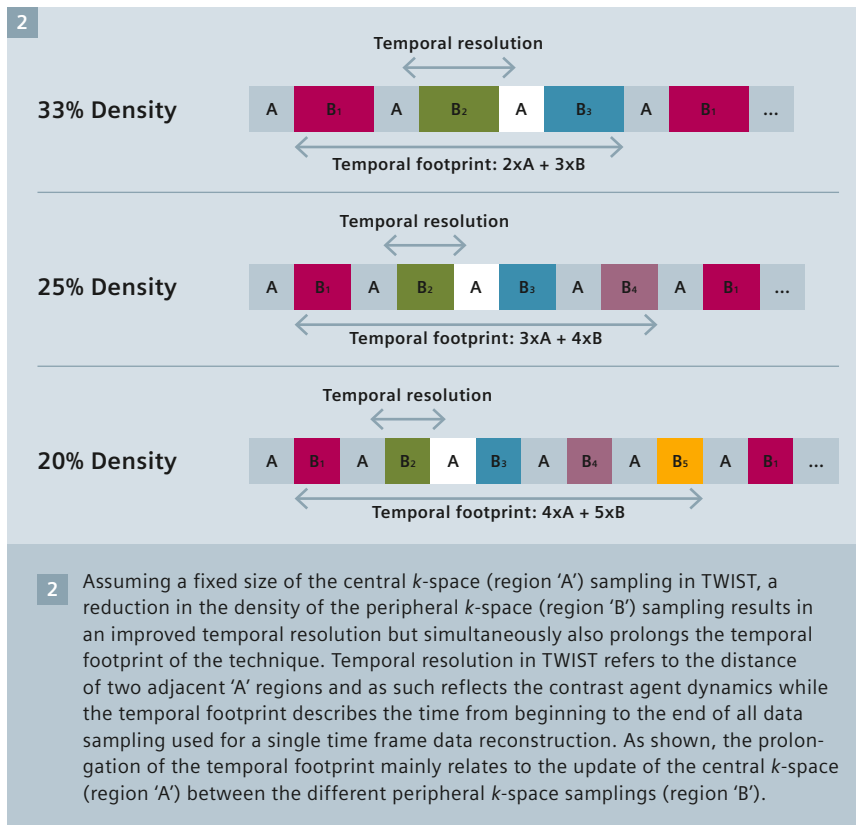 2
Temporal resolution
33% Density
A B₁ A B₂ A B₃ A B₁ ...
Temporal footprint: 2xA + 3xB
Temporal resolution
25% Density
A B₁ A B₂ A B₃ A B₄ A B₁ ...
Temporal footprint: 3xA + 4xB
Temporal resolution
20% Density
A B₁ A B₂ A B₃ A B₄ A B₅ A B₁ ...
Temporal footprint: 4xA + 5xB
2
Assuming a fixed size of the central k-space (region ‘A’) sampling in TWIST, a
reduction in the density of the peripheral k-space (region ‘B’) sampling results in
an improved temporal resolution but simultaneously also prolongs the temporal
footprint of the technique. Temporal resolution in TWIST refers to the distance
of two adjacent ‘A’ regions and as such reflects the contrast agent dynamics while
the temporal footprint describes the time from beginning to the end of all data
sampling used for a single time frame data reconstruction. As shown, the prolon-
gation of the temporal footprint mainly relates to the update of the central k-space
(region ‘A’) between the different peripheral k-space samplings (region ‘B’).